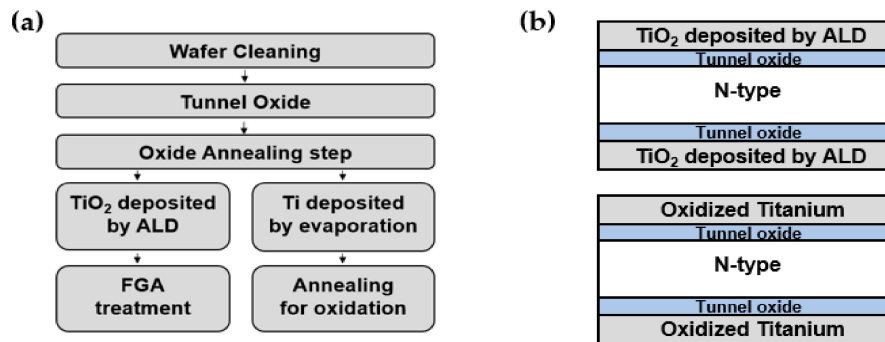 (a)
Wafer Cleaning
Tunnel Oxide
Oxide Annealing step
TiO₂ deposited
by ALD
Ti deposited
by evaporation
FGA
treatment
Annealing
for oxidation
(b)
TiO₂ deposited by ALD
Tunnel oxide
N-type
Tunnel oxide
TiO₂ deposited by ALD
Oxidized Titanium
Tunnel oxide
N-type
Tunnel oxide
Oxidized Titanium